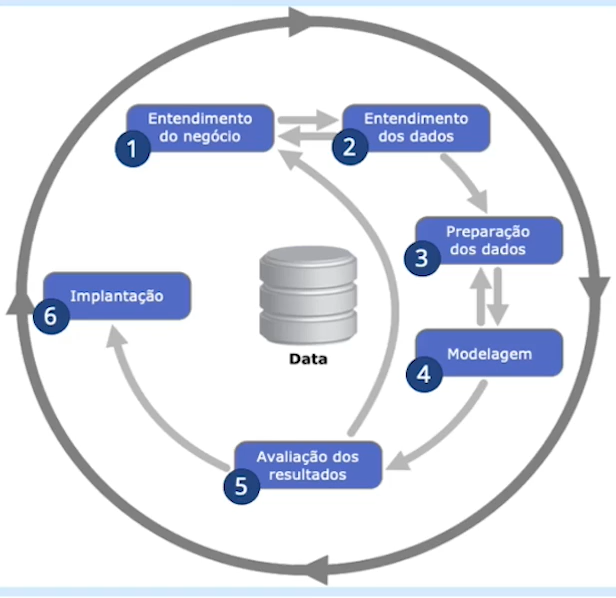 Entendimento
do negócio
1
Entendimento
dos dados
2
Preparação
dos dados
3
Modelagem
4
Avaliação dos
resultados
5
Implantação
6
Data